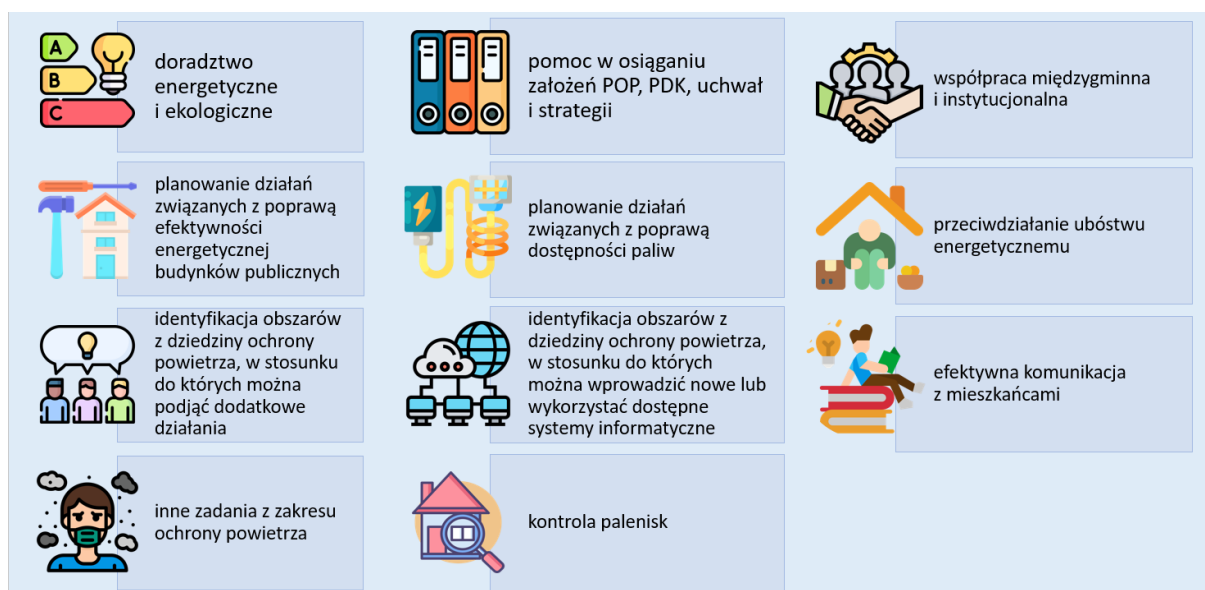 A
B
C
doradztwo
energetyczne
i ekologiczne
pomoc w osiąganiu
założeń POP, PDK, uchwał
i strategii
współpraca międzygminna
i instytucjonalna
planowanie działań
związanych z poprawą
efektywności
energetycznej
budynków publicznych
planowanie działań
związanych z poprawą
dostępności paliw
przeciwdziałanie ubóstwu
energetycznemu
identyfikacja obszarów
z dziedziny ochrony
powietrza, w stosunku
do których można
podjąć dodatkowe
działania
identyfikacja obszarów z
dziedziny ochrony powietrza,
w stosunku do których
można wprowadzić nowe lub
wykorzystać dostępne
systemy informatyczne
efektywna komunikacja
z mieszkańcami
inne zadania z zakresu
ochrony powietrza
kontrola palenisk